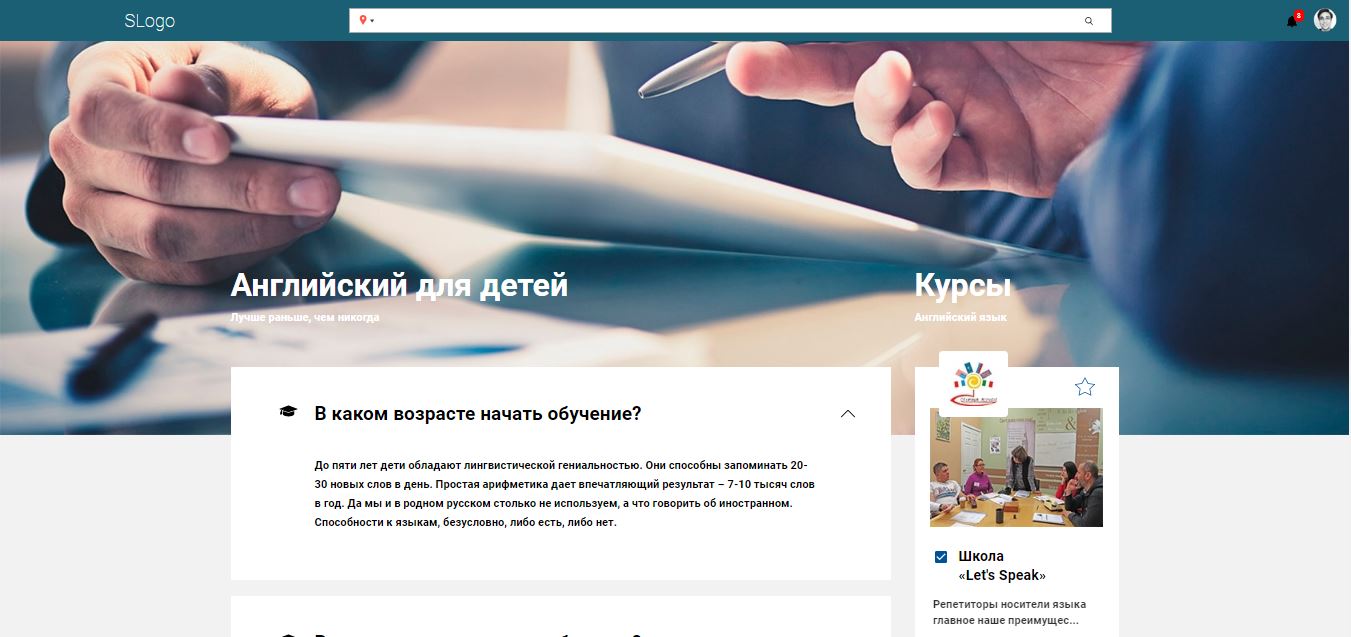 SLogo
3
Английский для детей
Лучше раньше, чем никогда
Курсы
Английский язык
В каком возрасте начать обучение?
До пяти лет дети обладают лингвистической гениальностью. Они способны запоминать 20-
30 новых слов в день. Простая арифметика дает впечатляющий результат – 7-10 тысяч слов
в год. Да мы и в родном русском столько не используем, а что говорить об иностранном.
Способности к языкам, безусловно, либо есть, либо нет.
Школа
«Let's Speak»
Репетиторы носители языка
главное наше преимущес...